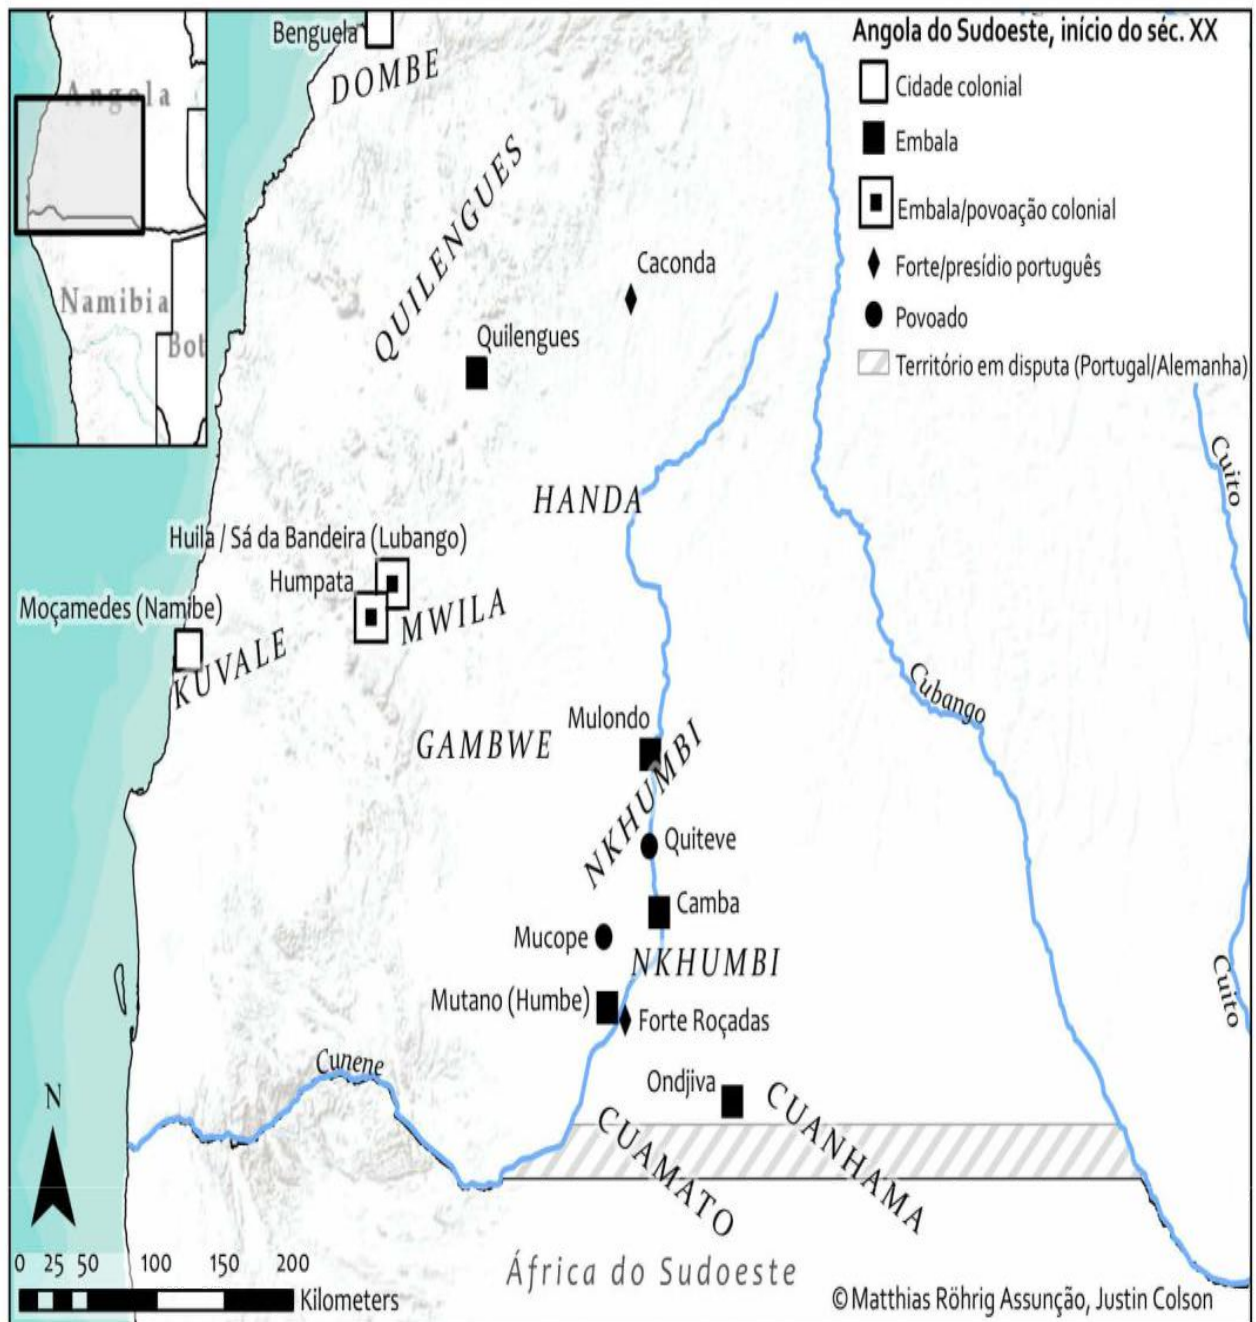 Angola do Sudoeste, início do séc. XX
Cidade colonial
Embala
Embala/povoação colonial
Forte/presídio português
Povoado
Território em disputa (Portugal/Alemanha)
Angola
Namibia
Bot
Benguela
DOMBE
QUILENGUES
Caconda
Quilengues
HANDA
Cuito
Huila / Sá da Bandeira (Lubango)
Humpata
Moçamedes (Namibe)
MWILA
KUVALE
Cubango
Mulondo
GAMBWE
NKHUMBI
Quiteve
Camba
Mucope
NKHUMBI
Cuito
Mutano (Humbe)
Forte Roçadas
Cunene
Ondjiva
CUAMATO
CUANHAMA
N
África do Sudoeste
0 25 50 100 150 200
Kilometers
© Matthias Röhrig Assunção, Justin Colson